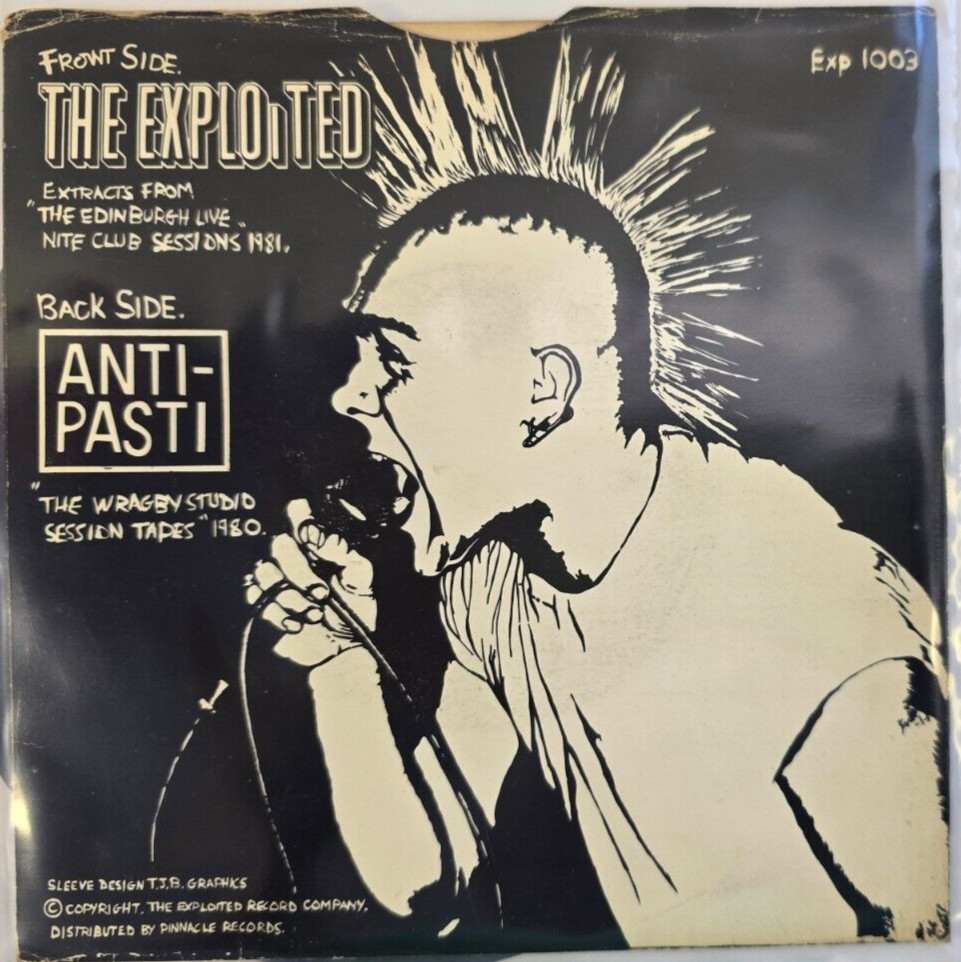 FRONT SIDE.
Exp 1003
THE EXPLOiTED
EXTRACTS FROM
"THE EDINBURGH LIVE "
NITE CLUB SESSIONS 1981.
BACK SIDE.
ANTI-
PASTI
"THE WRAGBY STUDIO
SESSION TAPES" 1980.
SLEEVE DESIGN T.J.B. GRAPHICS
© COPYRIGHT. THE EXPLOITED RECORD COMPANY.
DISTRIBUTED BY PINNACLE RECORDS.